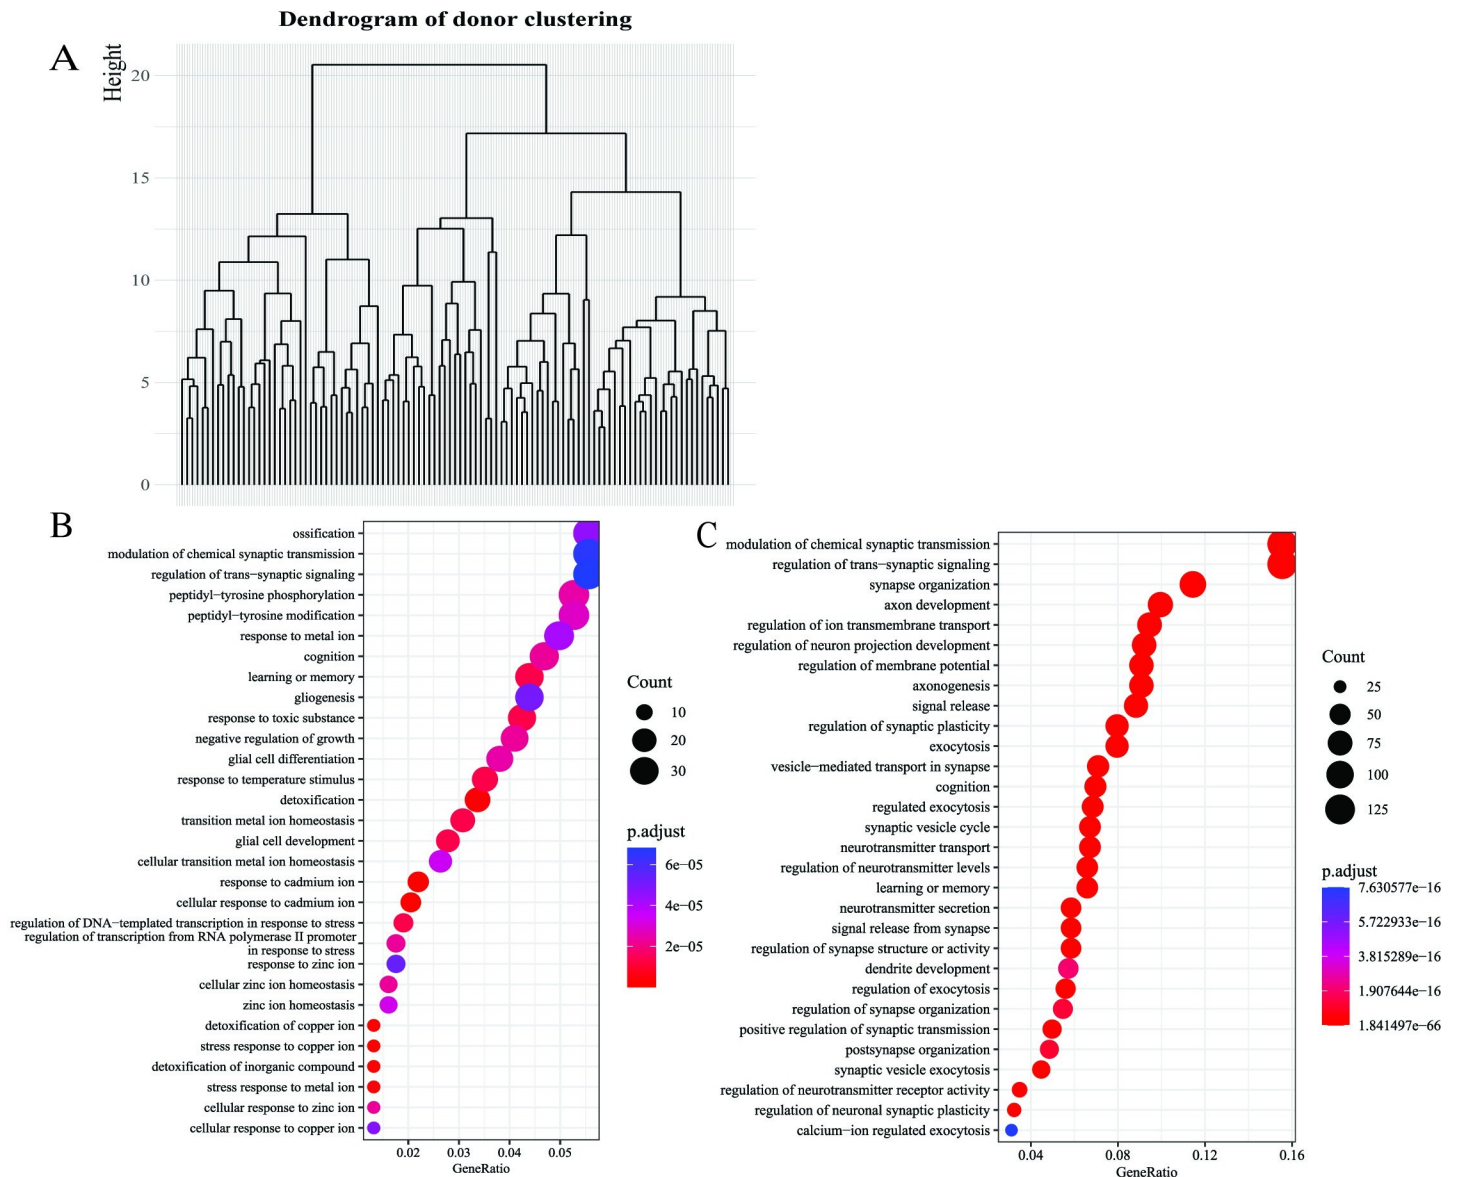 Dendrogram of donor clustering
A
Height
20
15
10
5
0
B
ossification
modulation of chemical synaptic transmission
regulation of trans−synaptic signaling
peptidyl−tyrosine phosphorylation
peptidyl−tyrosine modification
response to metal ion
cognition
learning or memory
gliogenesis
response to toxic substance
negative regulation of growth
glial cell differentiation
response to temperature stimulus
detoxification
transition metal ion homeostasis
glial cell development
cellular transition metal ion homeostasis
response to cadmium ion
cellular response to cadmium ion
regulation of DNA−templated transcription in response to stress
regulation of transcription from RNA polymerase II promoter
in response to stress
response to zinc ion
cellular zinc ion homeostasis
zinc ion homeostasis
detoxification of copper ion
stress response to copper ion
detoxification of inorganic compound
stress response to metal ion
cellular response to zinc ion
cellular response to copper ion
0.02 0.03 0.04 0.05
GeneRatio
Count
10
20
30
p.adjust
6e−05
4e−05
2e−05
C
modulation of chemical synaptic transmission
regulation of trans−synaptic signaling
synapse organization
axon development
regulation of ion transmembrane transport
regulation of neuron projection development
regulation of membrane potential
axonogenesis
signal release
regulation of synaptic plasticity
exocytosis
vesicle−mediated transport in synapse
cognition
regulated exocytosis
synaptic vesicle cycle
neurotransmitter transport
regulation of neurotransmitter levels
learning or memory
neurotransmitter secretion
signal release from synapse
regulation of synapse structure or activity
dendrite development
regulation of exocytosis
regulation of synapse organization
positive regulation of synaptic transmission
postsynapse organization
synaptic vesicle exocytosis
regulation of neurotransmitter receptor activity
regulation of neuronal synaptic plasticity
calcium−ion regulated exocytosis
0.04 0.08 0.12 0.16
GeneRatio
Count
25
50
75
100
125
p.adjust
7.630577e−16
5.722933e−16
3.815289e−16
1.907644e−16
1.841497e−66